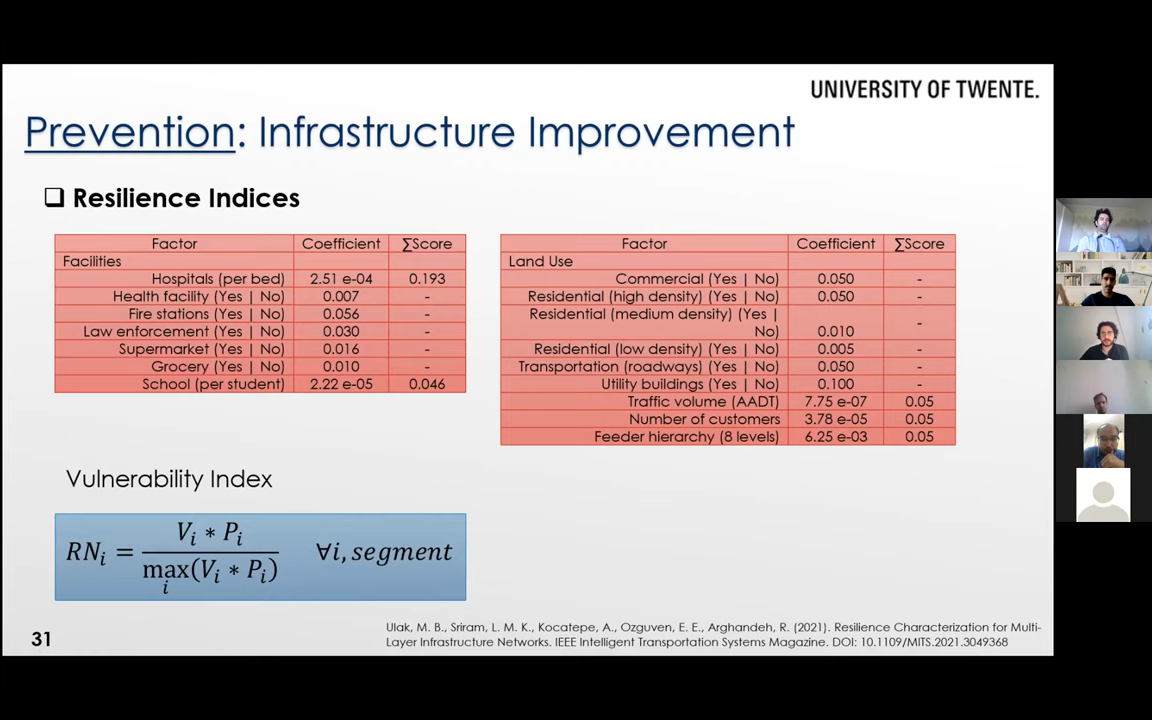 UNIVERSITY OF TWENTE.
Prevention: Infrastructure Improvement
Resilience Indices
Factor Coefficient ∑Score
Facilities
Hospitals (per bed) 2.51 e-04 0.193
Health facility (Yes | No) 0.007 -
Fire stations (Yes | No) 0.056 -
Law enforcement (Yes | No) 0.030 -
Supermarket (Yes | No) 0.016 -
Grocery (Yes | No) 0.010 -
School (per student) 2.22 e-05 0.046
Factor Coefficient ∑Score
Land Use
Commercial (Yes | No) 0.050 -
Residential (high density) (Yes | No) 0.050 -
Residential (medium density) (Yes |
No) 0.010 -
Residential (low density) (Yes | No) 0.005 -
Transportation (roadways) (Yes | No) 0.050 -
Utility buildings (Yes | No) 0.100 -
Traffic volume (AADT) 7.75 e-07 0.05
Number of customers 3.78 e-05 0.05
Feeder hierarchy (8 levels) 6.25 e-03 0.05
Vulnerability Index
RNᵢ = Vᵢ * Pᵢ / maxᵢ(Vᵢ * Pᵢ) ∀i, segment
Ulak, M. B., Sriram, L. M. K., Kocatepe, A., Ozguven, E. E., Arghandeh, R. (2021). Resilience Characterization for Multi-
Layer Infrastructure Networks. IEEE Intelligent Transportation Systems Magazine. DOI: 10.1109/MITS.2021.3049368
31